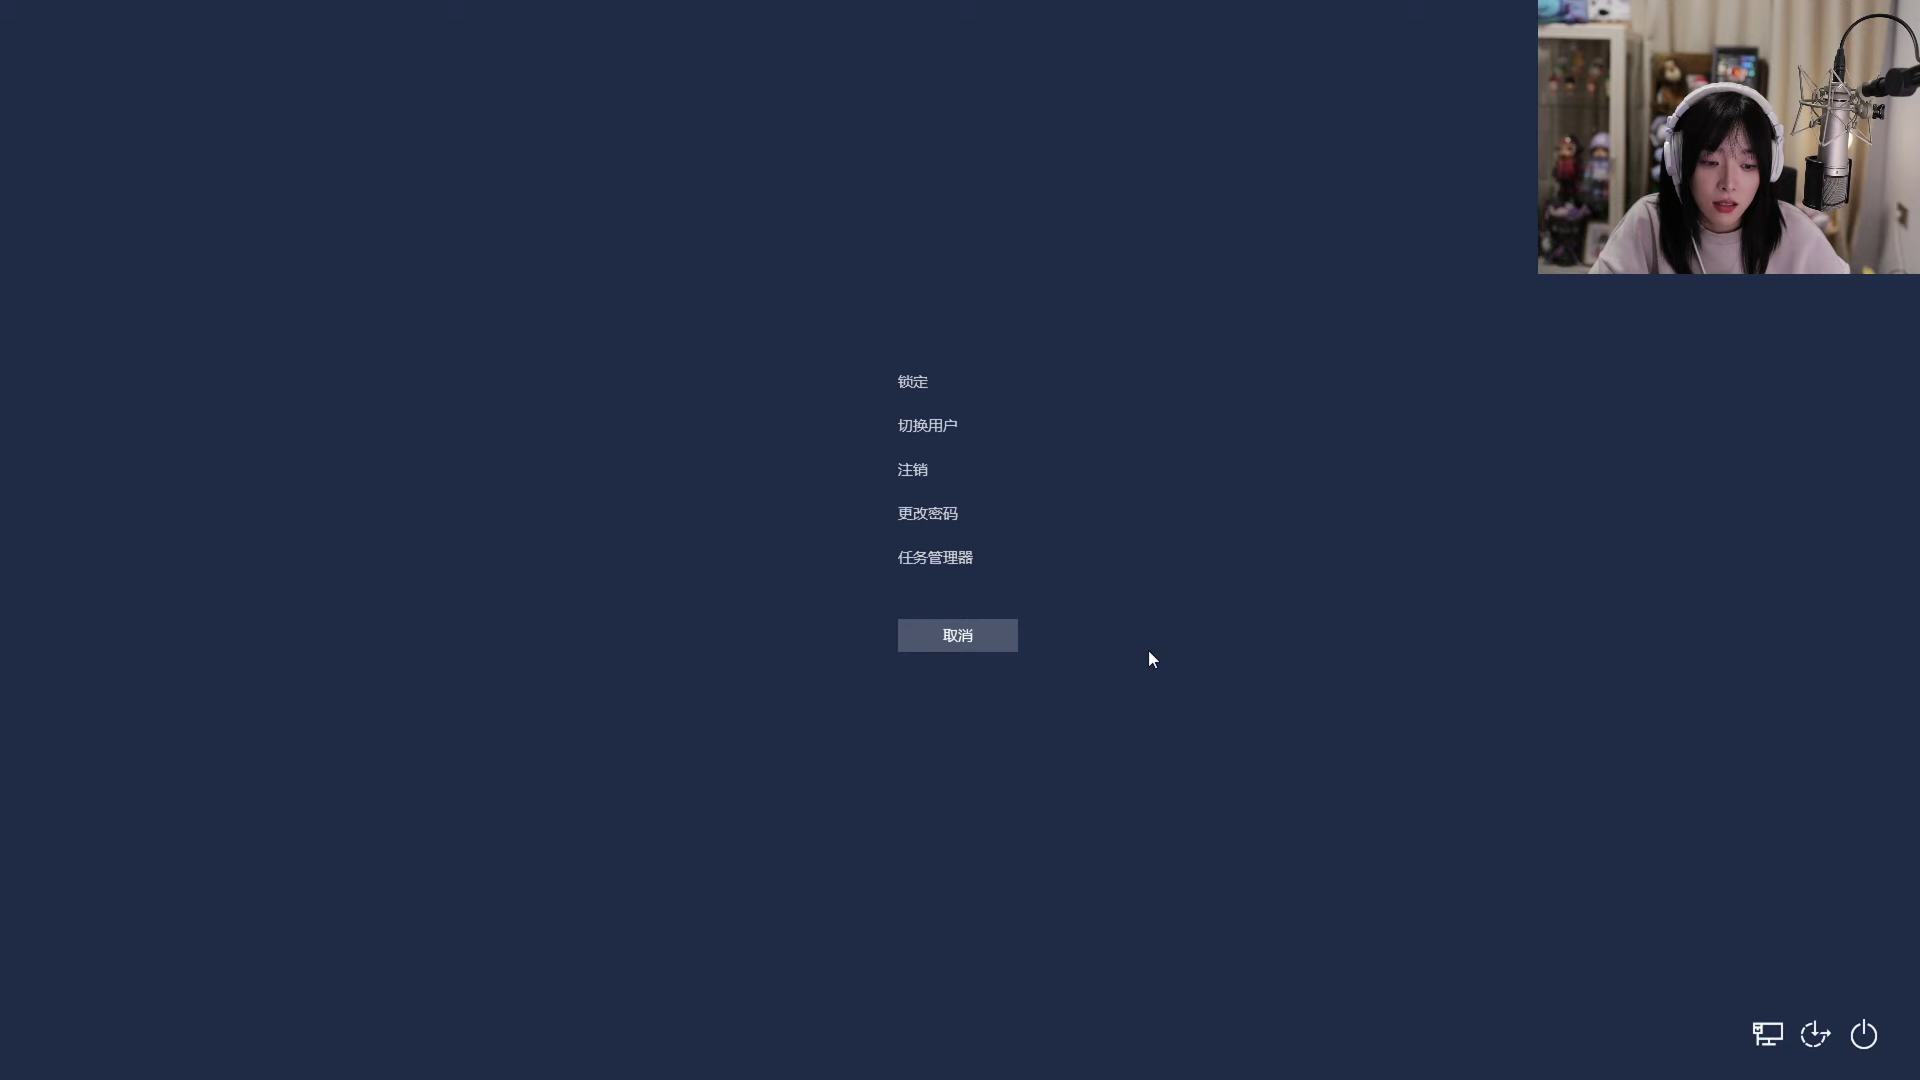 锁定
切换用户
注销
更改密码
任务管理器
取消